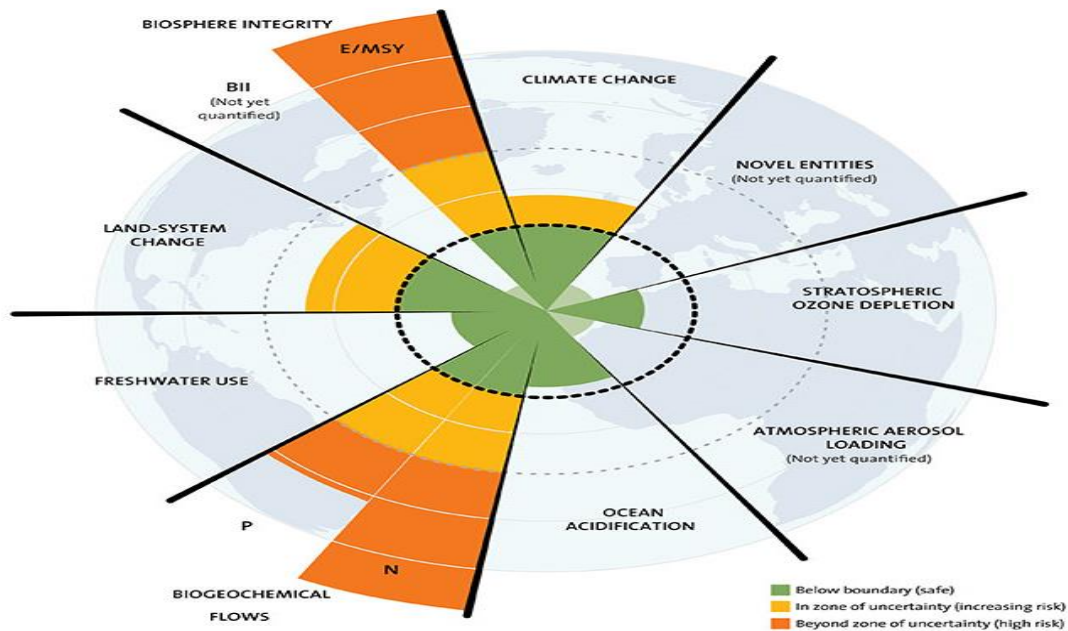 BIOSPHERE INTEGRITY
E/MSY
BII
(Not yet
quantified)
CLIMATE CHANGE
NOVEL ENTITIES
(Not yet quantified)
LAND-SYSTEM
CHANGE
STRATOSPHERIC
OZONE DEPLETION
FRESHWATER USE
ATMOSPHERIC AEROSOL
LOADING
(Not yet quantified)
P
N
BIOGEOCHEMICAL
FLOWS
OCEAN
ACIDIFICATION
Below boundary (safe)
In zone of uncertainty (increasing risk)
Beyond zone of uncertainty (high risk)